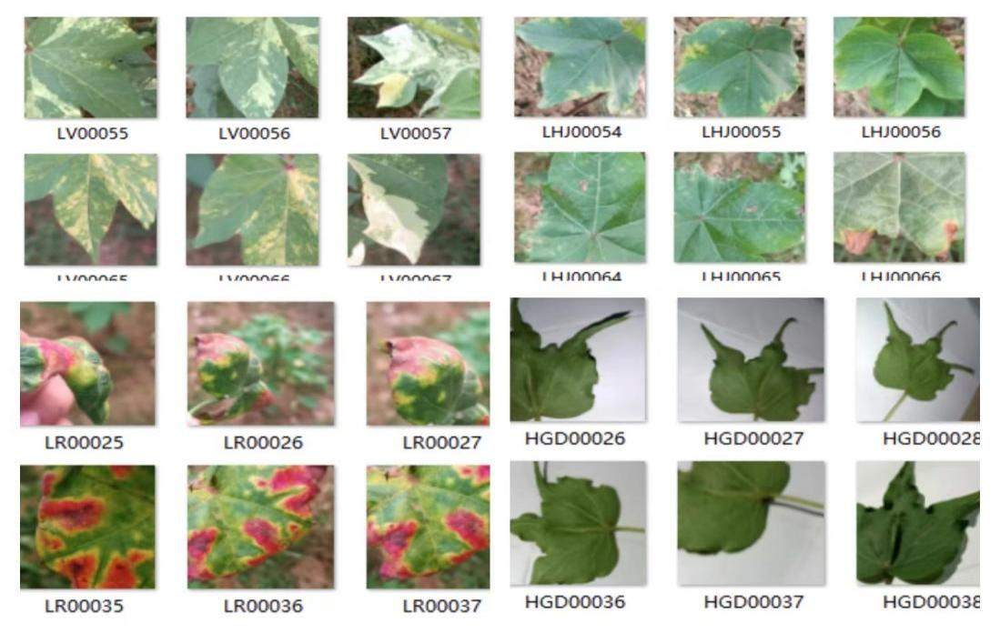 LV00055 LV00056 LV00057 LHJ00054 LHJ00055 LHJ00056
LV00065 LV00066 LV00067 LHJ00064 LHJ00065 LHJ00066
LR00025 LR00026 LR00027 HGD00026 HGD00027 HGD00028
LR00035 LR00036 LR00037 HGD00036 HGD00037 HGD00038